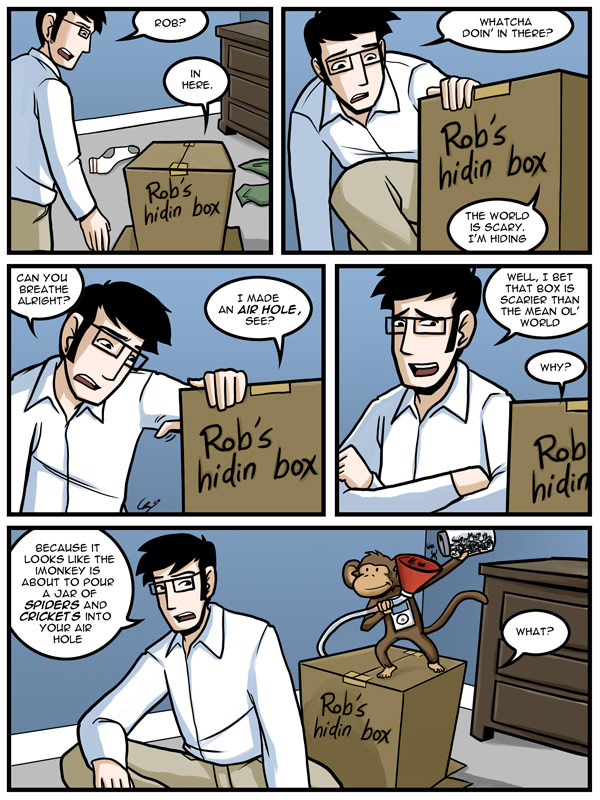 ROB?
IN
HERE.
Rob's
hidin box
WHATCHA
DOIN' IN THERE?
Rob's
hidin box
THE WORLD
IS SCARY.
I'M HIDING
CAN YOU
BREATHE
ALRIGHT?
I MADE
AN AIR HOLE,
SEE?
Rob's
hidin box
WELL, I BET
THAT BOX IS
SCARIER THAN
THE MEAN OL'
WORLD
WHY?
Rob
hidin
BECAUSE IT
LOOKS LIKE THE
IMONKEY IS
ABOUT TO POUR
A JAR OF
SPIDERS AND
CRICKETS INTO
YOUR AIR
HOLE
WHAT?
Rob's
hidin box